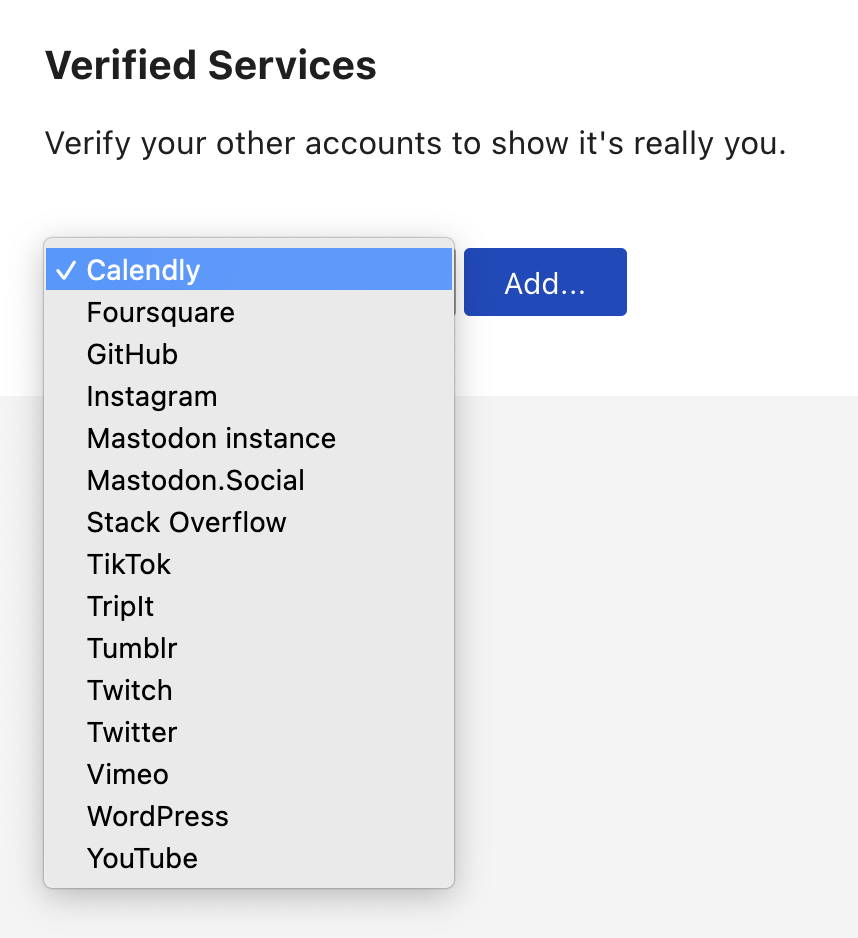 Verified Services
Verify your other accounts to show it's really you.
✓ Calendly
Add...
Foursquare
GitHub
Instagram
Mastodon instance
Mastodon.Social
Stack Overflow
TikTok
TripIt
Tumblr
Twitch
Twitter
Vimeo
WordPress
YouTube